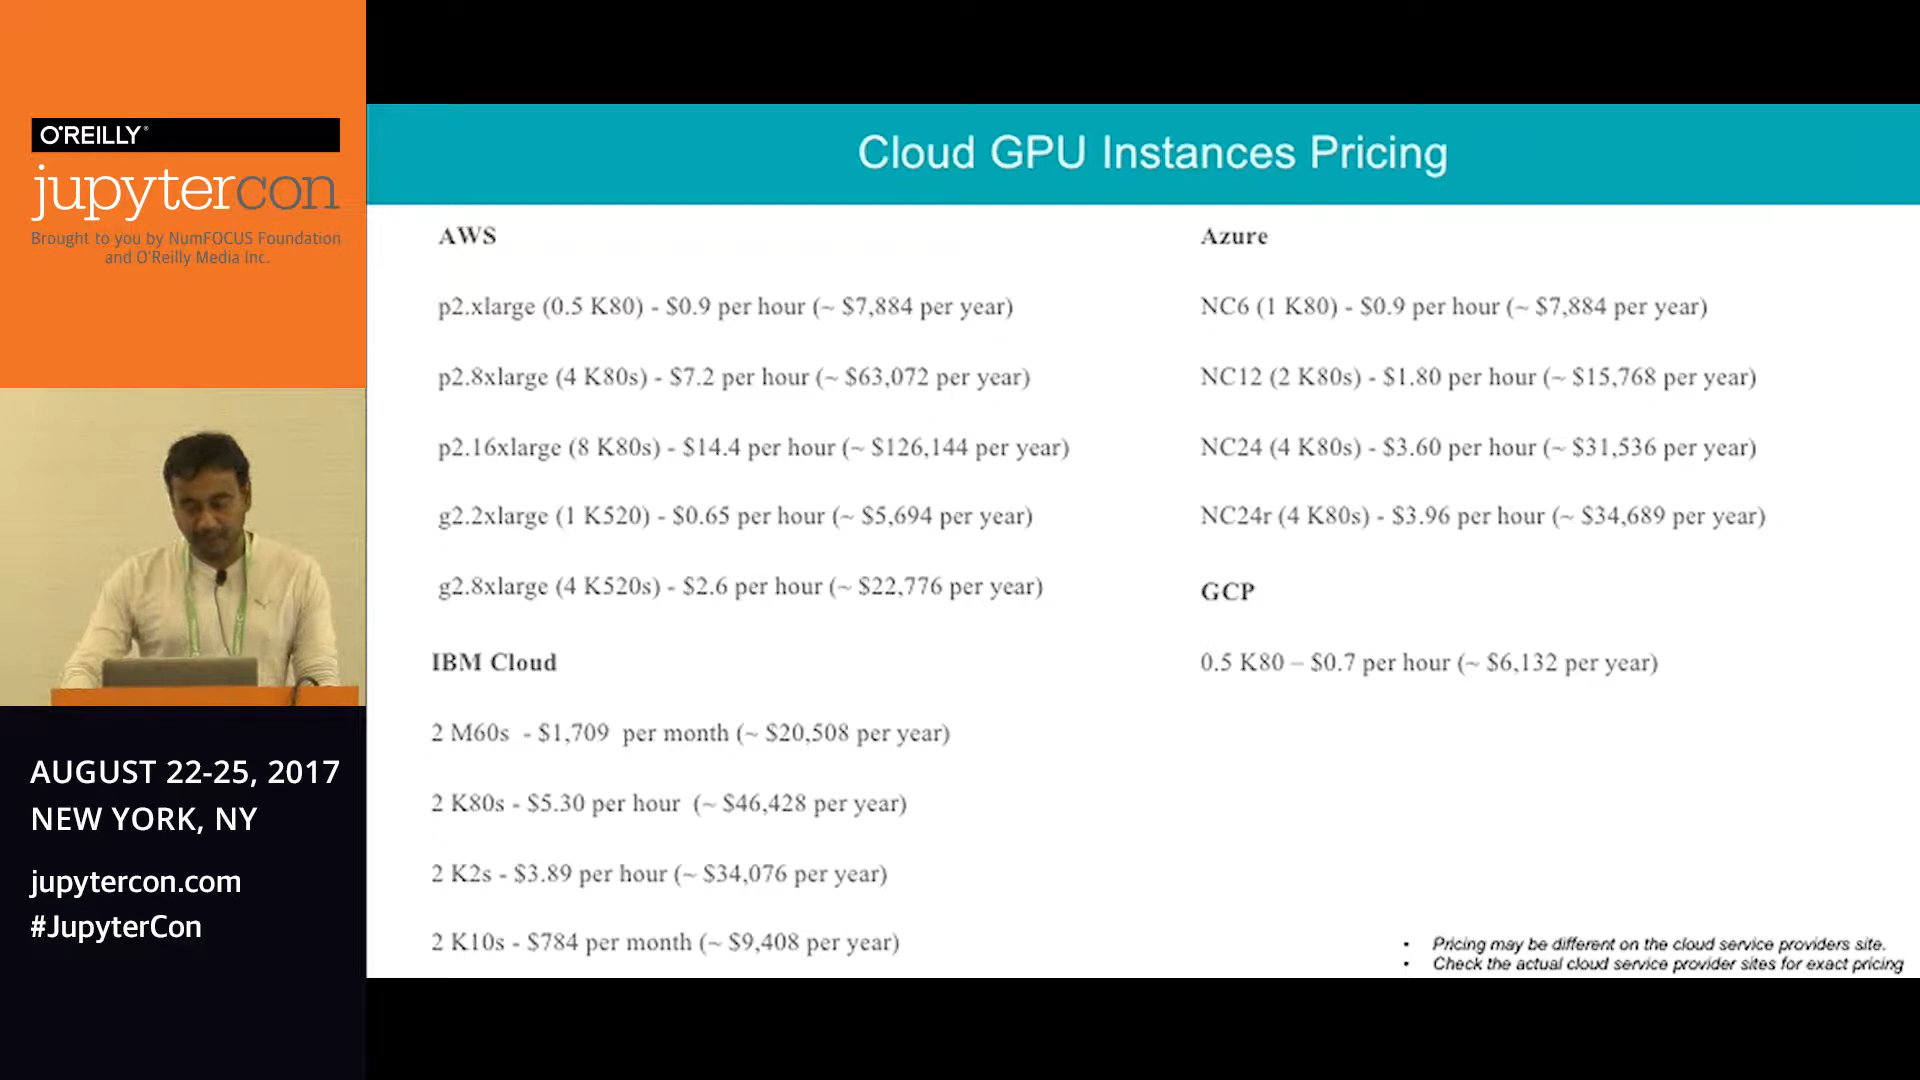 O'REILLY®
jupytercon
Brought to you by NumFOCUS Foundation
and O'Reilly Media Inc.
AUGUST 22-25, 2017
NEW YORK, NY
jupytercon.com
#JupyterCon
Cloud GPU Instances Pricing
AWS
p2.xlarge (0.5 K80) - $0.9 per hour (~ $7,884 per year)
p2.8xlarge (4 K80s) - $7.2 per hour (~ $63,072 per year)
p2.16xlarge (8 K80s) - $14.4 per hour (~ $126,144 per year)
g2.2xlarge (1 K520) - $0.65 per hour (~ $5,694 per year)
g2.8xlarge (4 K520s) - $2.6 per hour (~ $22,776 per year)
IBM Cloud
2 M60s - $1,709 per month (~ $20,508 per year)
2 K80s - $5.30 per hour (~ $46,428 per year)
2 K2s - $3.89 per hour (~ $34,076 per year)
2 K10s - $784 per month (~ $9,408 per year)
Azure
NC6 (1 K80) - $0.9 per hour (~ $7,884 per year)
NC12 (2 K80s) - $1.80 per hour (~ $15,768 per year)
NC24 (4 K80s) - $3.60 per hour (~ $31,536 per year)
NC24r (4 K80s) - $3.96 per hour (~ $34,689 per year)
GCP
0.5 K80 – $0.7 per hour (~ $6,132 per year)
• Pricing may be different on the cloud service providers site.
• Check the actual cloud service provider sites for exact pricing